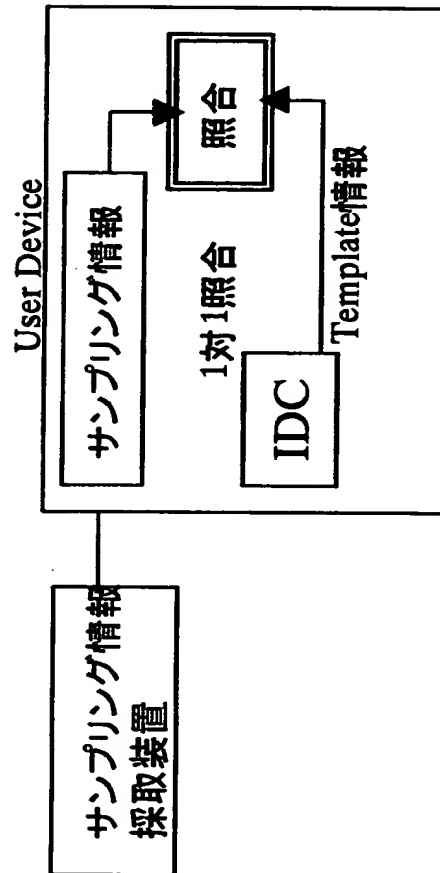 User Device
サンプリング情報
採取装置
サンプリング情報
照合
1対1照合
IDC
Template情報